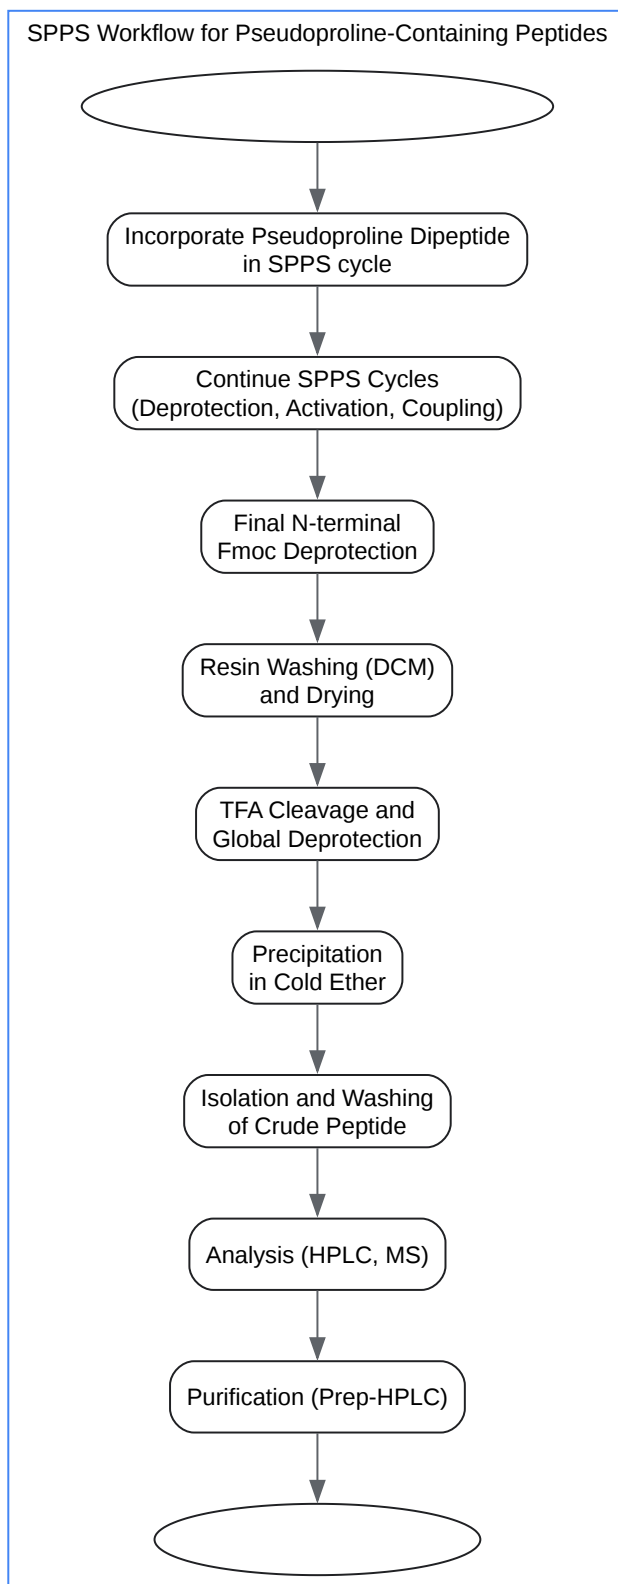 SPPS Workflow for Pseudoproline-Containing Peptides
Incorporate Pseudoproline Dipeptide
in SPPS cycle
Continue SPPS Cycles
(Deprotection, Activation, Coupling)
Final N-terminal
Fmoc Deprotection
Resin Washing (DCM)
and Drying
TFA Cleavage and
Global Deprotection
Precipitation
in Cold Ether
Isolation and Washing
of Crude Peptide
Analysis (HPLC, MS)
Purification (Prep-HPLC)